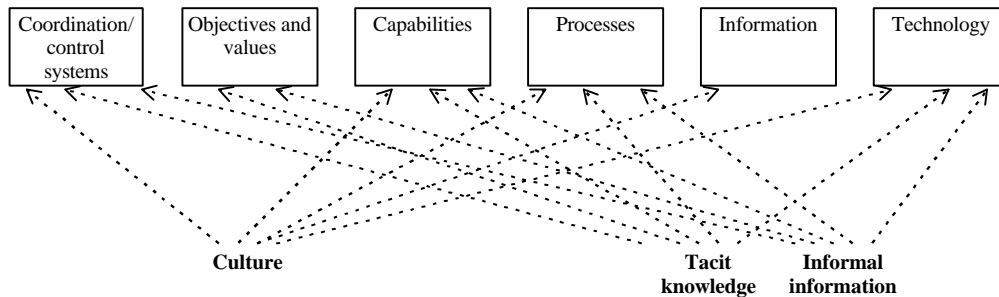 Coordination/
control
systems
Objectives and
values
Capabilities
Processes
Information
Technology
Culture
Tacit
knowledge
Informal
information